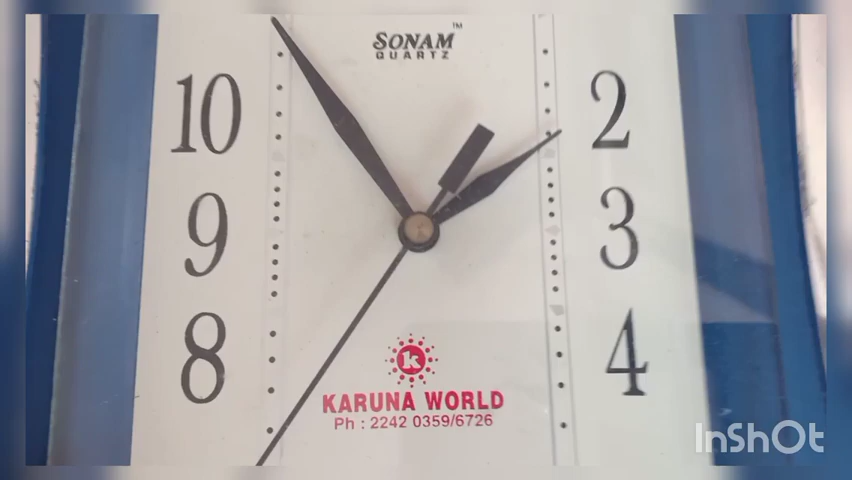 SONAM™
QUARTZ
10
2
9
3
8
4
k
KARUNA WORLD
Ph : 2242 0359/6726
InShOt